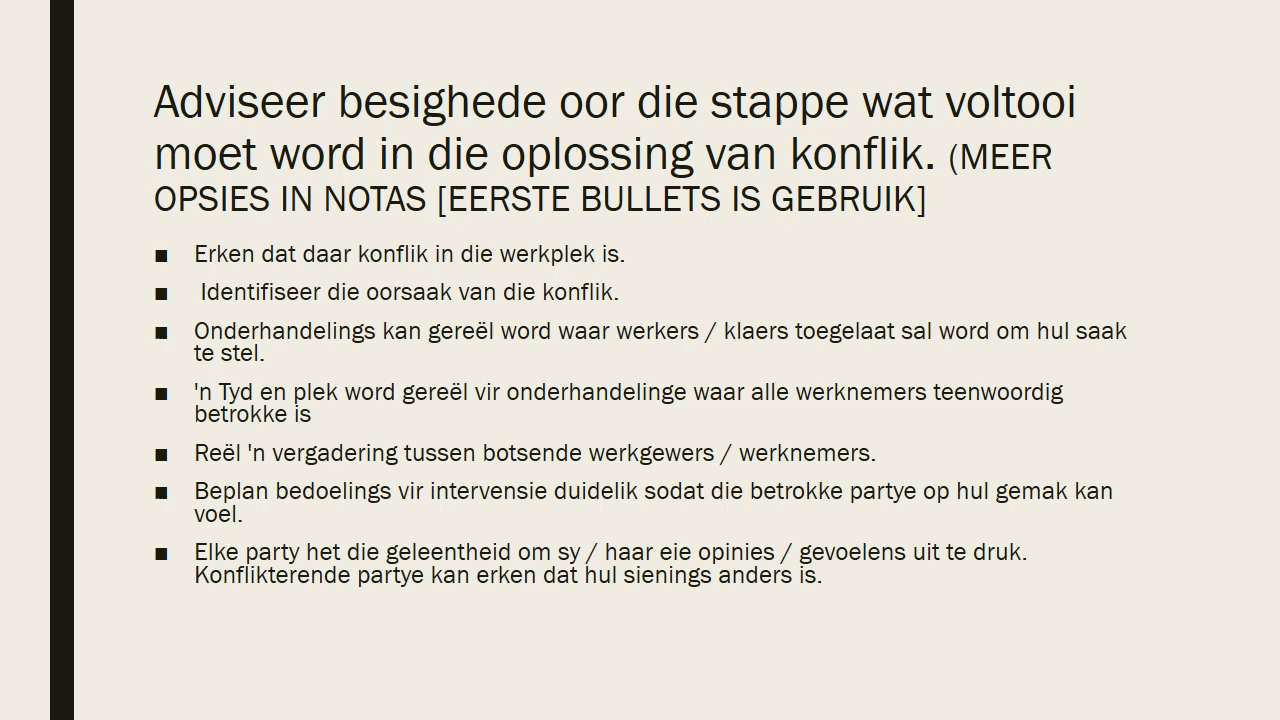 Adviseer besighede oor die stappe wat voltooi
moet word in die oplossing van konflik. (MEER
OPSIES IN NOTAS [EERSTE BULLETS IS GEBRUIK]
■ Erken dat daar konflik in die werkplek is.
■ Identifiseer die oorsaak van die konflik.
■ Onderhandelings kan gereël word waar werkers / klaers toegelaat sal word om hul saak
te stel.
■ 'n Tyd en plek word gereël vir onderhandelinge waar alle werknemers teenwoordig
betrokke is
■ Reël 'n vergadering tussen botsende werkgewers / werknemers.
■ Beplan bedoelings vir intervensie duidelik sodat die betrokke partye op hul gemak kan
voel.
■ Elke party het die geleentheid om sy / haar eie opinies / gevoelens uit te druk.
Konflikterende partye kan erken dat hul sienings anders is.